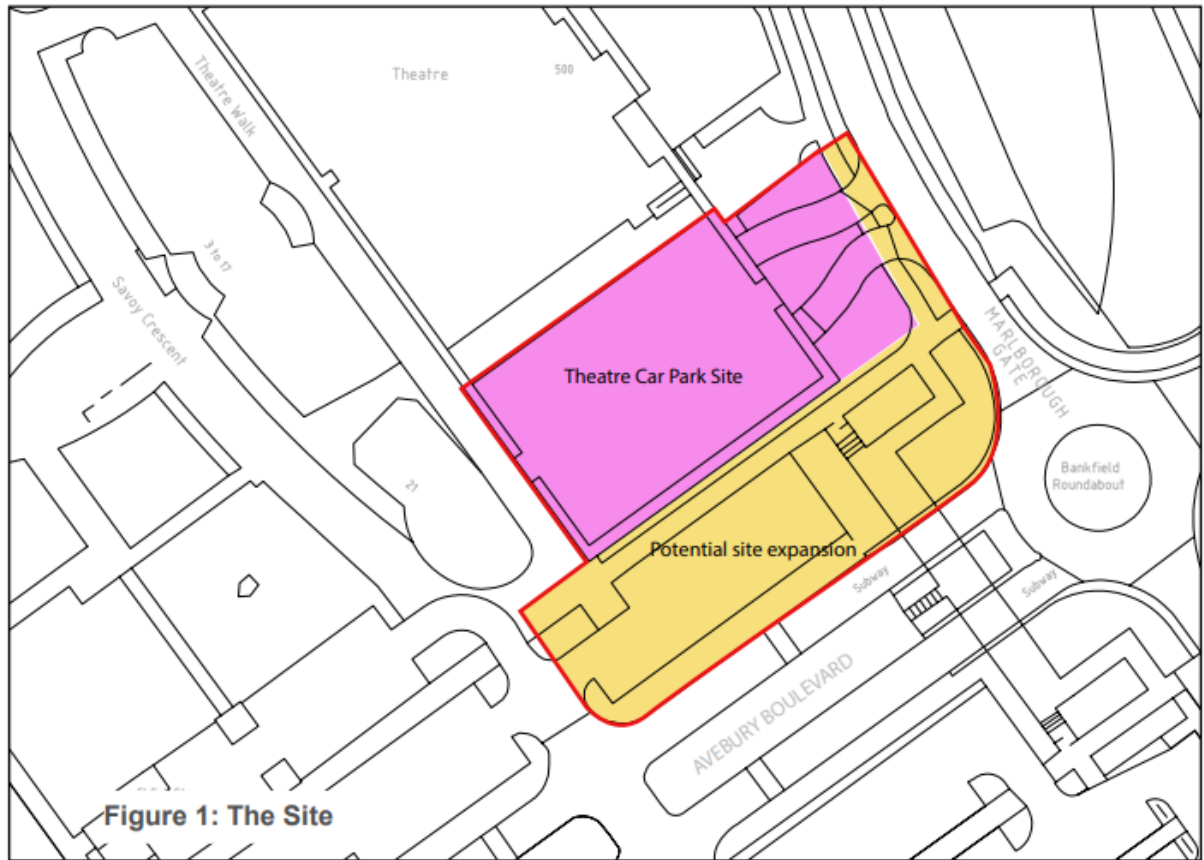 Theatre
500
Theatre Walk
3 to 17
Savoy Crescent
Theatre Car Park Site
MARLBOROUGH
GATE
Bankfield
Roundabout
21
Potential site expansion
Subway
Subway
AVEBURY BOULEVARD
Figure 1: The Site